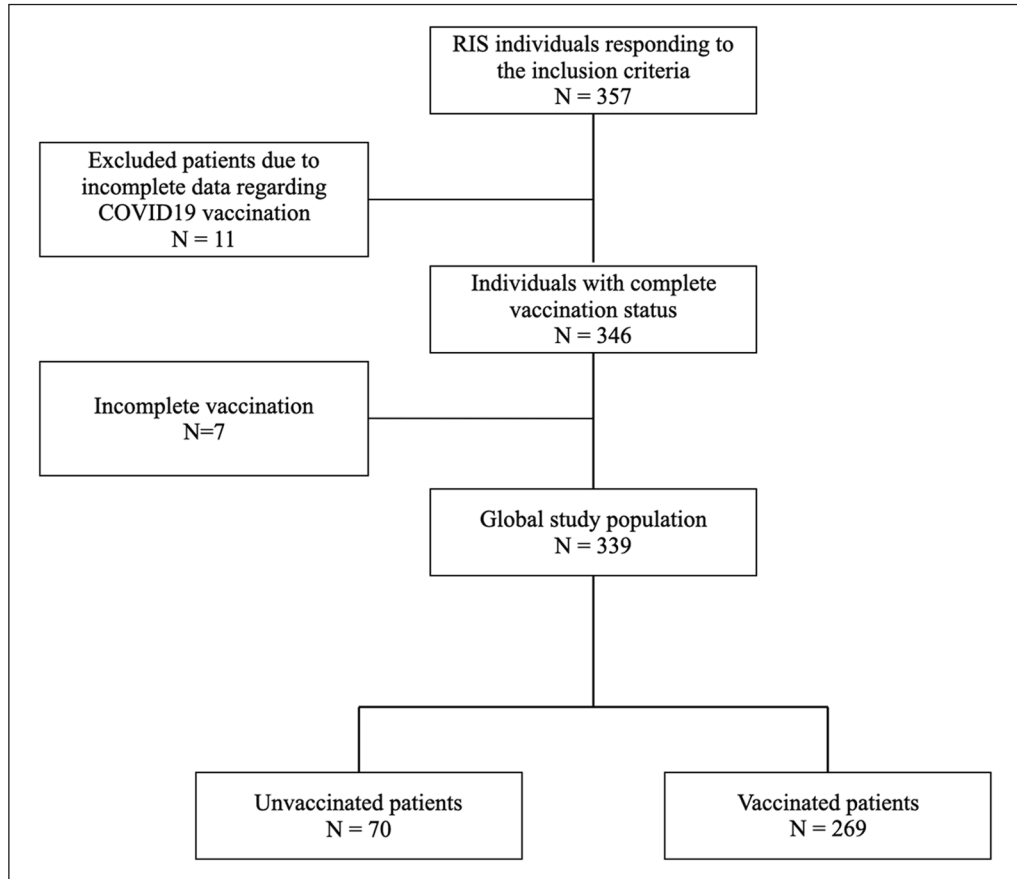 RIS individuals responding to
the inclusion criteria
N = 357
Excluded patients due to
incomplete data regarding
COVID19 vaccination
N = 11
Individuals with complete
vaccination status
N = 346
Incomplete vaccination
N=7
Global study population
N = 339
Unvaccinated patients
N = 70
Vaccinated patients
N = 269